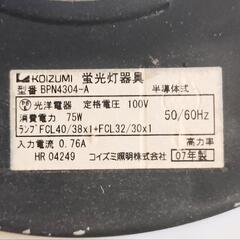 KOIZUMI 蛍光灯器具
型番 BPN4304-A 半導体式
光洋電器 定格電圧 100V
消費電力 75W 50/60Hz
ランプ FCL40/38x1+FCL32/30x1
入力電流 0.76A 高力率
HR 04249 コイズミ照明株式会社 07年製